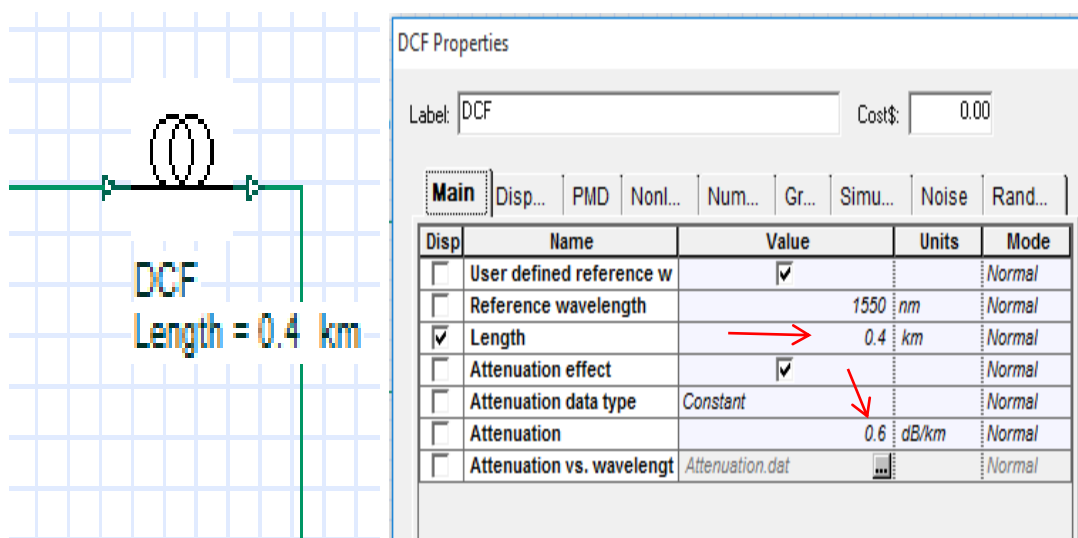 DCF
Length = 0.4 km
DCF Properties
Label: DCF Cost$: 0.00
Main Disp... PMD Nonl... Num... Gr... Simu... Noise Rand...
Disp Name Value Units Mode
User defined reference w Normal
Reference wavelength 1550 nm Normal
Length 0.4 km Normal
Attenuation effect Normal
Attenuation data type Constant Normal
Attenuation 0.6 dB/km Normal
Attenuation vs. wavelengt Attenuation.dat ... Normal